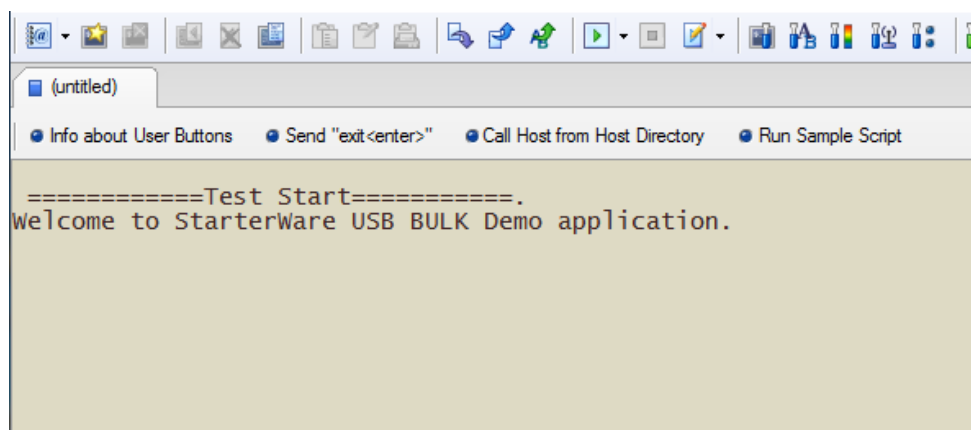 (untitled)
Info about User Buttons Send "exit<enter>" Call Host from Host Directory Run Sample Script
============Test Start===========.
Welcome to StarterWare USB BULK Demo application.